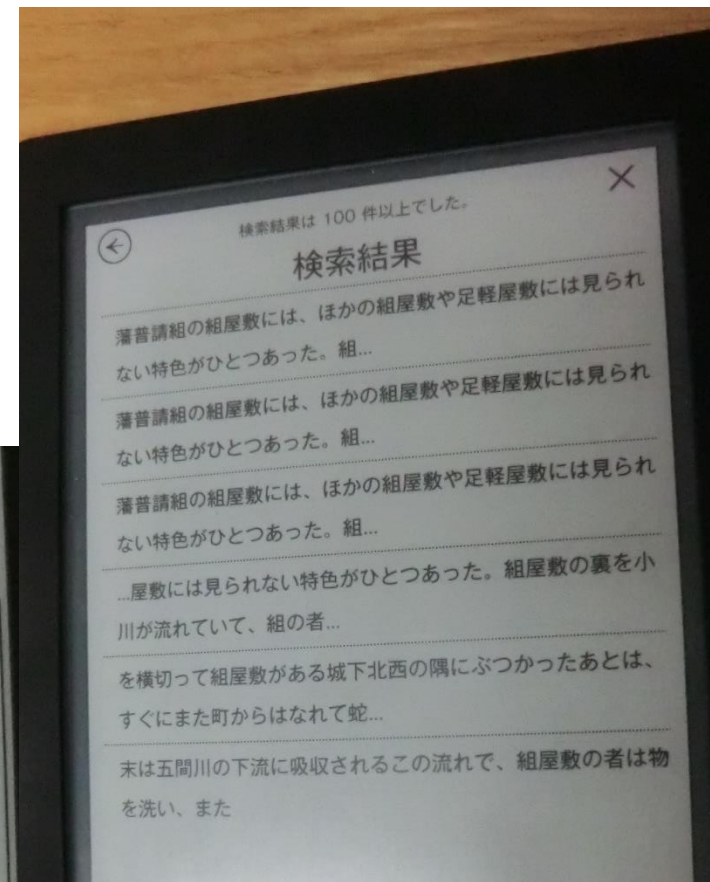 検索結果は 100 件以上でした。
検索結果
藩普請組の組屋敷には、ほかの組屋敷や足軽屋敷には見られ
ない特色がひとつあった。組...
藩普請組の組屋敷には、ほかの組屋敷や足軽屋敷には見られ
ない特色がひとつあった。組...
藩普請組の組屋敷には、ほかの組屋敷や足軽屋敷には見られ
ない特色がひとつあった。組...
...屋敷には見られない特色がひとつあった。組屋敷の裏を小
川が流れていて、組の者...
を横切って組屋敷がある城下北西の隅にぶつかったあとは、
すぐにまた町からはなれて蛇...
末は五間川の下流に吸収されるこの流れで、組屋敷の者は物
を洗い、また